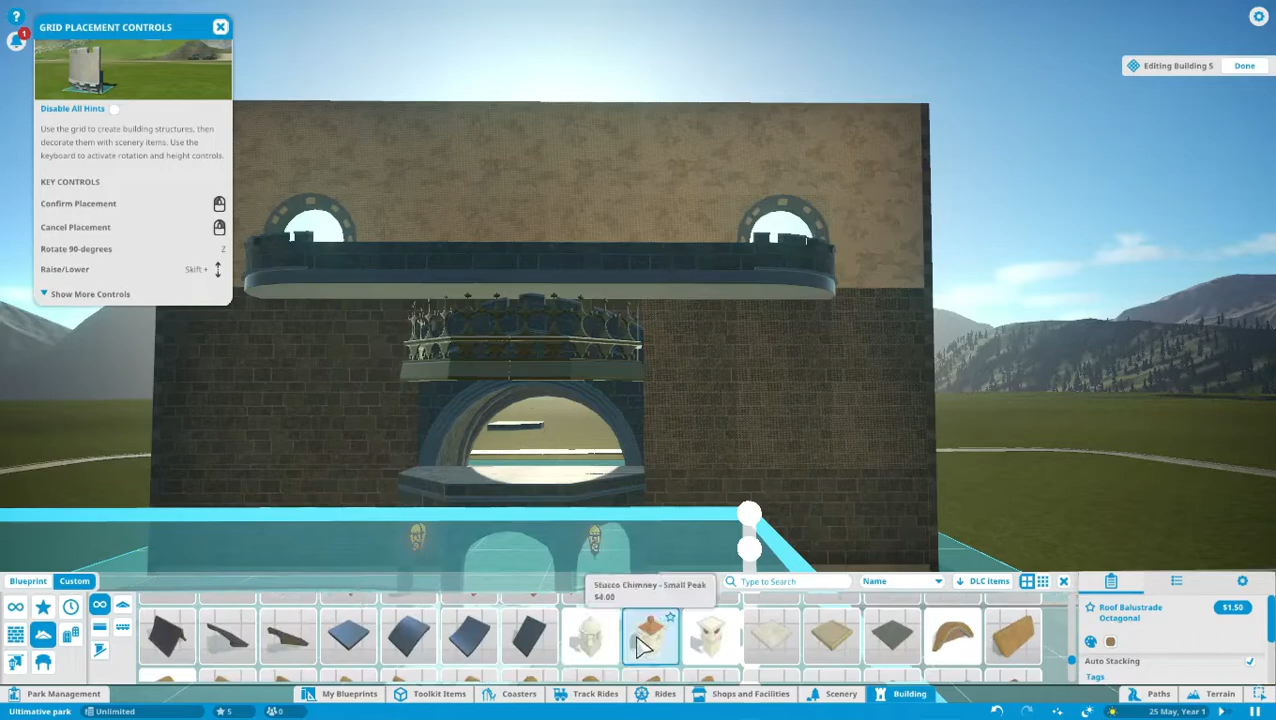 ?
1
GRID PLACEMENT CONTROLS
Disable All Hints
Use the grid to create building structures, then
decorate them with scenery items. Use the
keyboard to activate rotation and height controls.
KEY CONTROLS
Confirm Placement
Cancel Placement
Rotate 90-degrees Z
Raise/Lower Skift +
Show More Controls
Editing Building 5 Done
Stucco Chimney - Small Peak
$4.00
Blueprint Custom
Type to Search Name DLC items
Roof Balustrade Octagonal $1.50
Auto Stacking
Tags
Park Management My Blueprints Toolkit Items Coasters Track Rides Rides Shops and Facilities Scenery Building Paths Terrain
Ultimative park Unlimited 5 0 25 May, Year 1